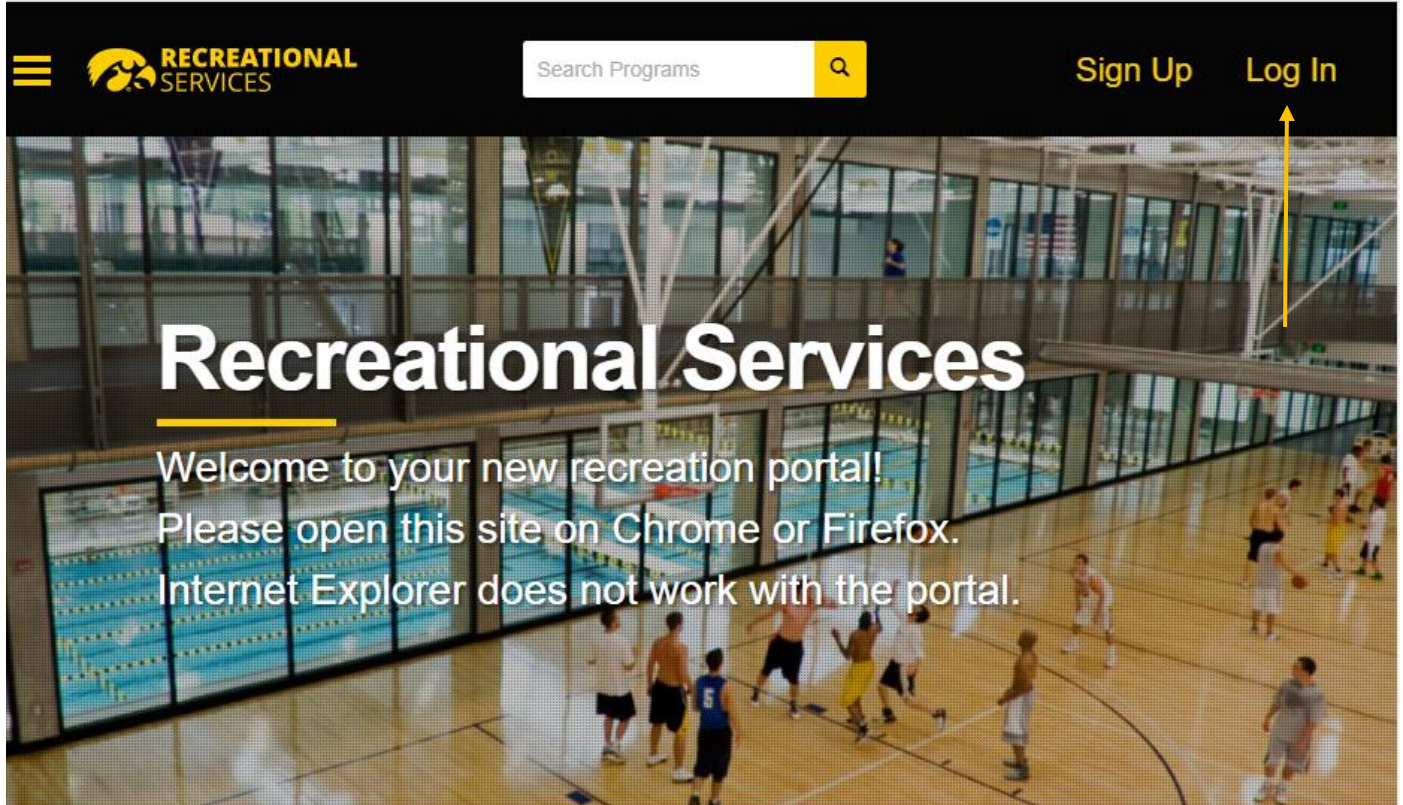 RECREATIONAL
SERVICES
Search Programs
Sign Up
Log In
Recreational Services
Welcome to your new recreation portal!
Please open this site on Chrome or Firefox.
Internet Explorer does not work with the portal.
5